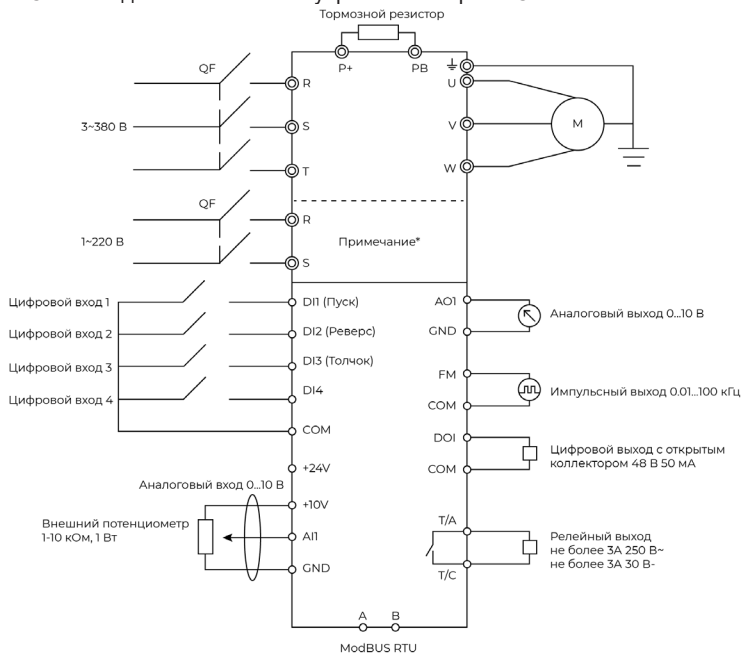 Тормозной резистор
P+
PB
QF
R
U
3~380 В
S
V
M
T
W
QF
R
1~220 В
Примечание*
S
Цифровой вход 1
DI1 (Пуск)
AO1
Аналоговый выход 0...10 В
Цифровой вход 2
DI2 (Реверс)
GND
Цифровой вход 3
DI3 (Толчок)
FM
Импульсный выход 0.01...100 кГц
Цифровой вход 4
DI4
COM
COM
DOI
Цифровой выход с открытым
коллектором 48 В 50 мА
+24V
COM
Аналоговый вход 0...10 В
+10V
Внешний потенциометр
1-10 кОм, 1 Вт
AI1
GND
T/A
Релейный выход
не более 3А 250 В~
не более 3А 30 В-
T/C
A
B
ModBUS RTU